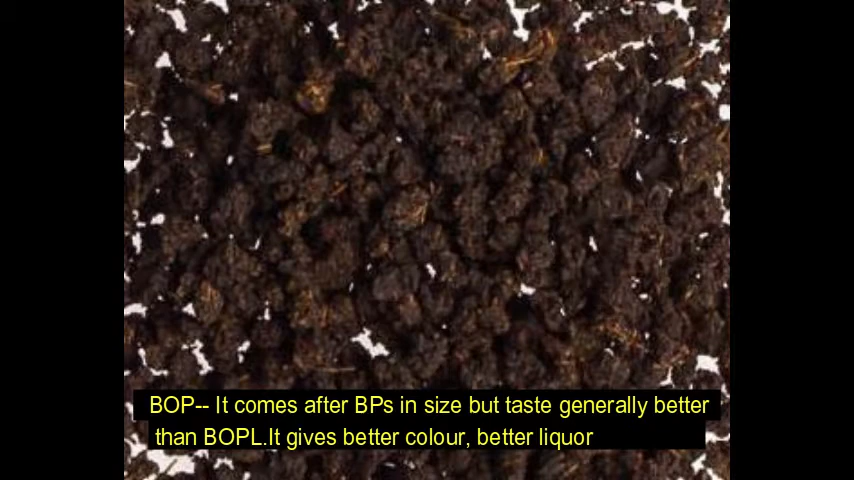 BOP-- It comes after BPs in size but taste generally better
than BOPL.It gives better colour, better liquor